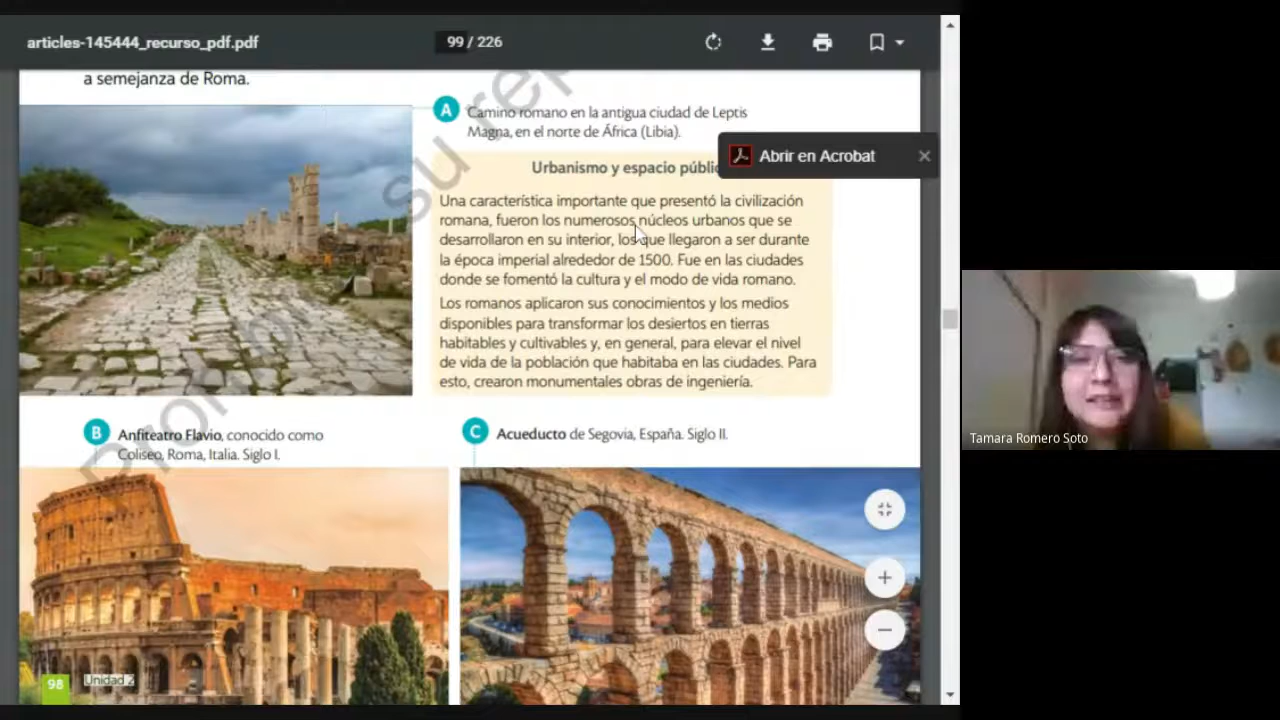 articles-145444_recurso_pdf.pdf
99 / 226
a semejanza de Roma.
A
Camino romano en la antigua ciudad de Leptis
Magna, en el norte de África (Libia).
Abrir en Acrobat
Urbanismo y espacio
Una característica importante que presentó la civilización
romana, fueron los numerosos núcleos urbanos que se
desarrollaron en su interior, los que llegaron a ser durante
la época imperial alrededor de 1500. Fue en las ciudades
donde se fomentó la cultura y el modo de vida romano.
Los romanos aplicaron sus conocimientos y los medios
disponibles para transformar los desiertos en tierras
habitables y cultivables y, en general, para elevar el nivel
de vida de la población que habitaba en las ciudades. Para
esto, crearon monumentales obras de ingeniería.
B
Anfiteatro Flavio, conocido como
Coliseo, Roma, Italia. Siglo I.
C
Acueducto de Segovia, España. Siglo II.
98
Unidad 2
su
Tamara Romero Soto